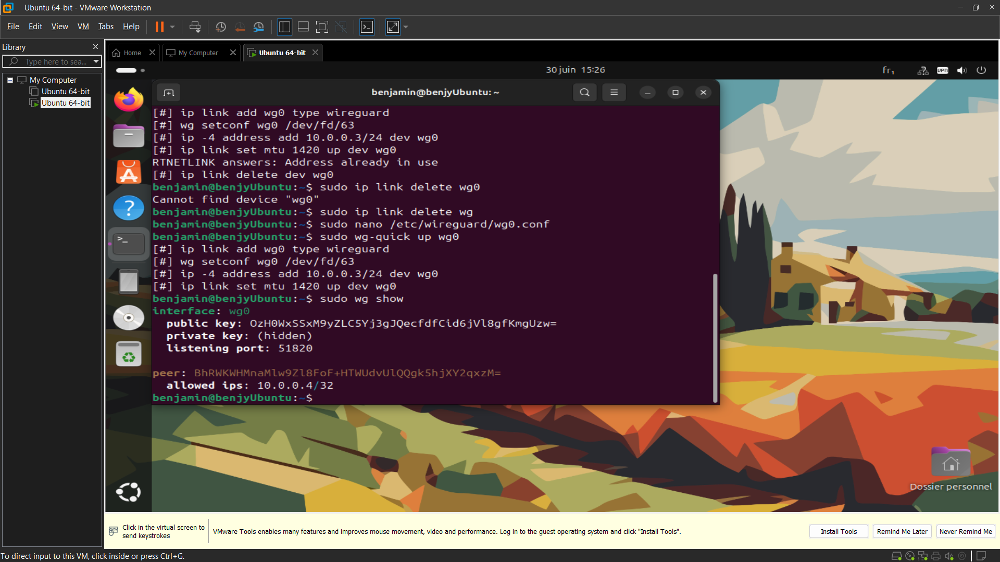 Ubuntu 64-bit - VMware Workstation
File Edit View VM Tabs Help
Library
Type here to sea...
My Computer
Ubuntu 64-bit
Ubuntu 64-bit
Home
My Computer
Ubuntu 64-bit
30 juin 15:26
fr₁
VPN
benjamin@benjyUbuntu: ~
[#] ip link add wg0 type wireguard
[#] wg setconf wg0 /dev/fd/63
[#] ip -4 address add 10.0.0.3/24 dev wg0
[#] ip link set mtu 1420 up dev wg0
RTNETLINK answers: Address already in use
[#] ip link delete dev wg0
benjamin@benjyUbuntu:~$ sudo ip link delete wg0
Cannot find device "wg0"
benjamin@benjyUbuntu:~$ sudo ip link delete wg
benjamin@benjyUbuntu:~$ sudo nano /etc/wireguard/wg0.conf
benjamin@benjyUbuntu:~$ sudo wg-quick up wg0
[#] ip link add wg0 type wireguard
[#] wg setconf wg0 /dev/fd/63
[#] ip -4 address add 10.0.0.3/24 dev wg0
[#] ip link set mtu 1420 up dev wg0
benjamin@benjyUbuntu:~$ sudo wg show
interface: wg0
public key: OzH0WxSSxM9yZLC5Yj3gJQecfdfCid6jVl8gfKmgUzw=
private key: (hidden)
listening port: 51820
peer: BhRWKWHMnaMlw9Zl8FoF+HTWUdvUlQQgk5hjXY2qxzM=
allowed ips: 10.0.0.4/32
benjamin@benjyUbuntu:~$
Dossier personnel
Click in the virtual screen to
send keystrokes
VMware Tools enables many features and improves mouse movement, video and performance. Log in to the guest operating system and click "Install Tools".
Install Tools
Remind Me Later
Never Remind Me
To direct input to this VM, click inside or press Ctrl+G.